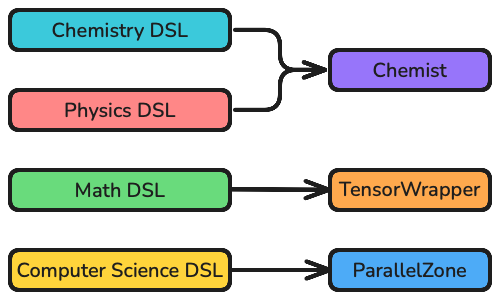 Chemistry DSL
Chemist
Physics DSL
Math DSL
TensorWrapper
Computer Science DSL
ParallelZone